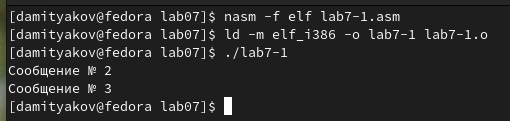 [damityakov@fedora lab07]$ nasm -f elf lab7-1.asm
[damityakov@fedora lab07]$ ld -m elf_i386 -o lab7-1 lab7-1.o
[damityakov@fedora lab07]$ ./lab7-1
Сообщение № 2
Сообщение № 3
[damityakov@fedora lab07]$